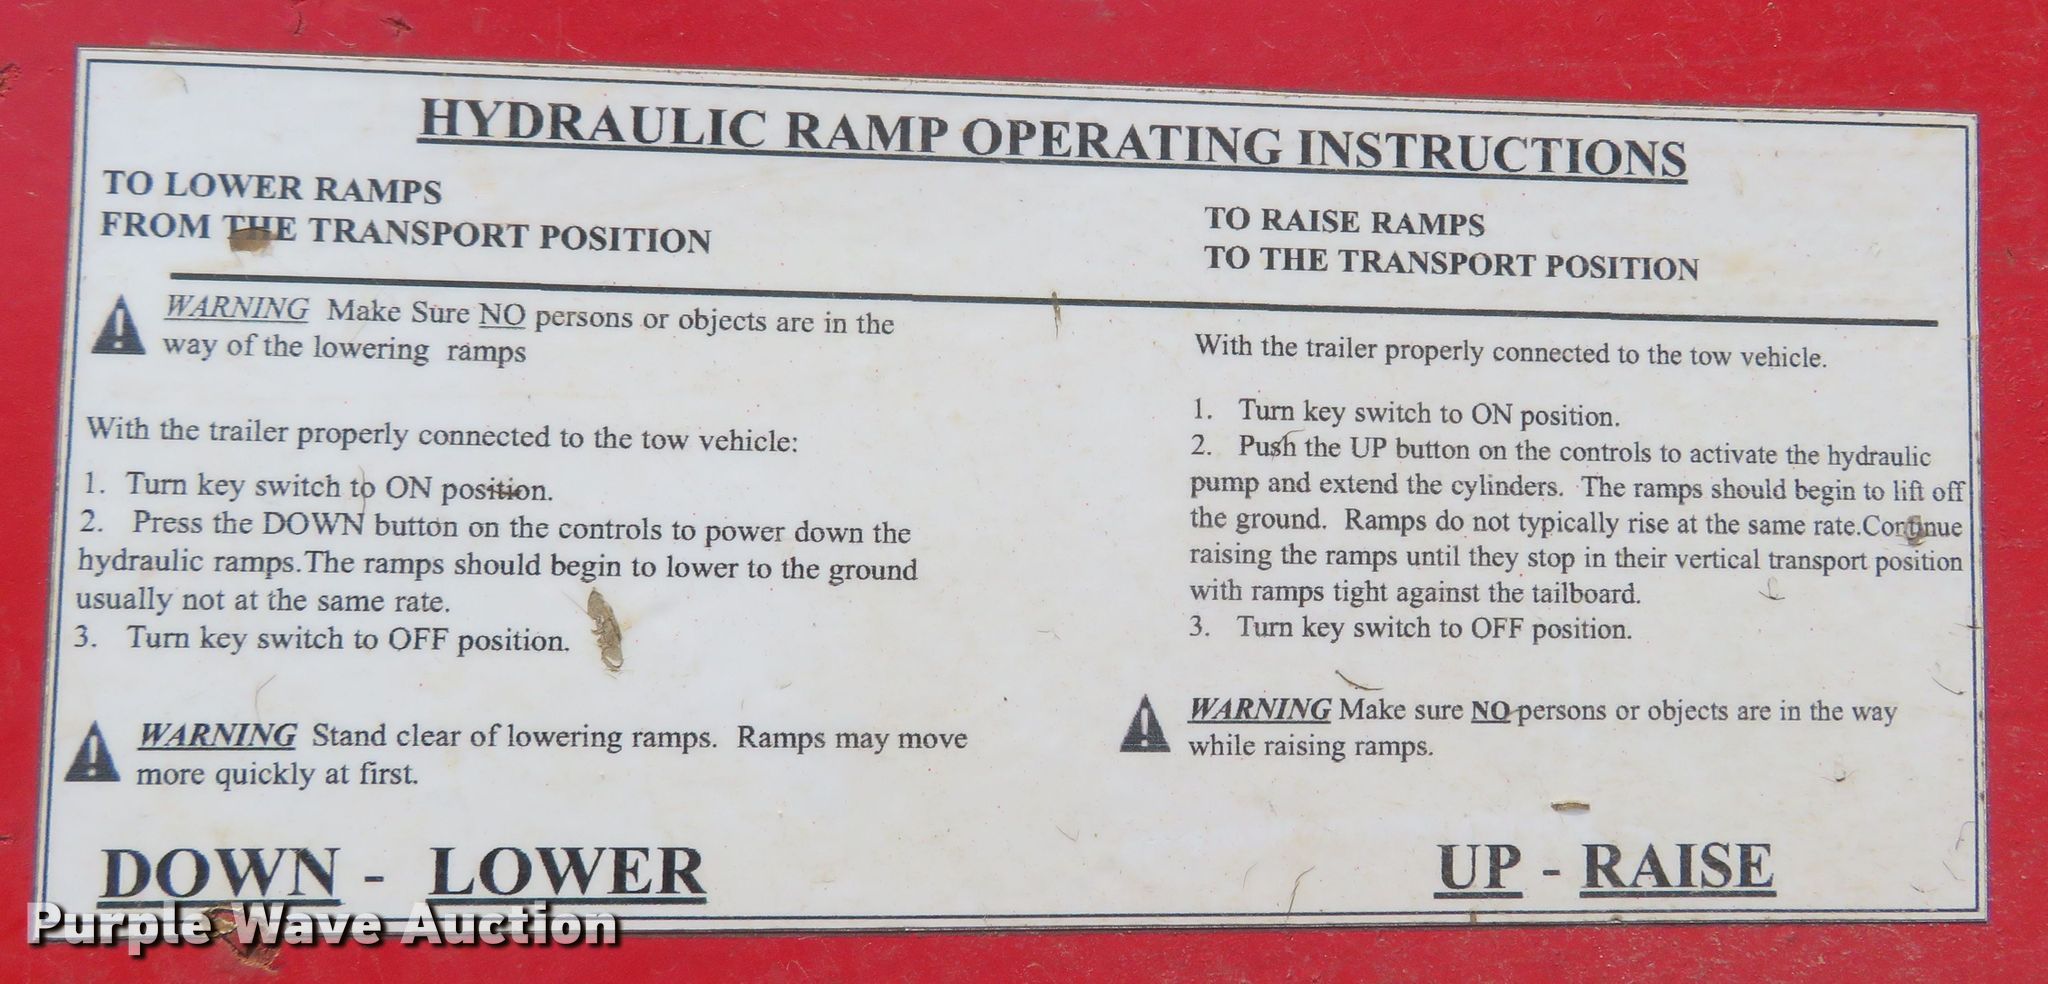 HYDRAULIC RAMP OPERATING INSTRUCTIONS
TO LOWER RAMPS
FROM THE TRANSPORT POSITION
WARNING Make Sure NO persons or objects are in the
way of the lowering ramps
With the trailer properly connected to the tow vehicle:
1. Turn key switch to ON position.
2. Press the DOWN button on the controls to power down the
hydraulic ramps.The ramps should begin to lower to the ground
usually not at the same rate.
3. Turn key switch to OFF position.
WARNING Stand clear of lowering ramps. Ramps may move
more quickly at first.
DOWN - LOWER
TO RAISE RAMPS
TO THE TRANSPORT POSITION
With the trailer properly connected to the tow vehicle.
1. Turn key switch to ON position.
2. Push the UP button on the controls to activate the hydraulic
pump and extend the cylinders. The ramps should begin to lift off
the ground. Ramps do not typically rise at the same rate.Continue
raising the ramps until they stop in their vertical transport position
with ramps tight against the tailboard.
3. Turn key switch to OFF position.
WARNING Make sure NO persons or objects are in the way
while raising ramps.
UP - RAISE
Purple Wave Auction